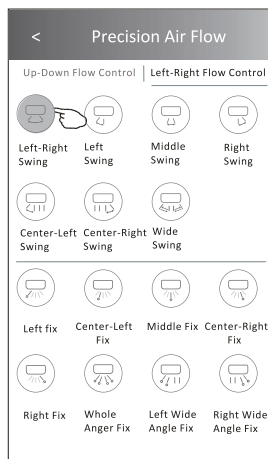 < Precision Air Flow
Up-Down Flow Control Left-Right Flow Control
Left-Right Swing
Left Swing
Middle Swing
Right Swing
Center-Left Swing
Center-Right Swing
Wide Swing
Left fix
Center-Left Fix
Middle Fix
Center-Right Fix
Right Fix
Whole Anger Fix
Left Wide Angle Fix
Right Wide Angle Fix